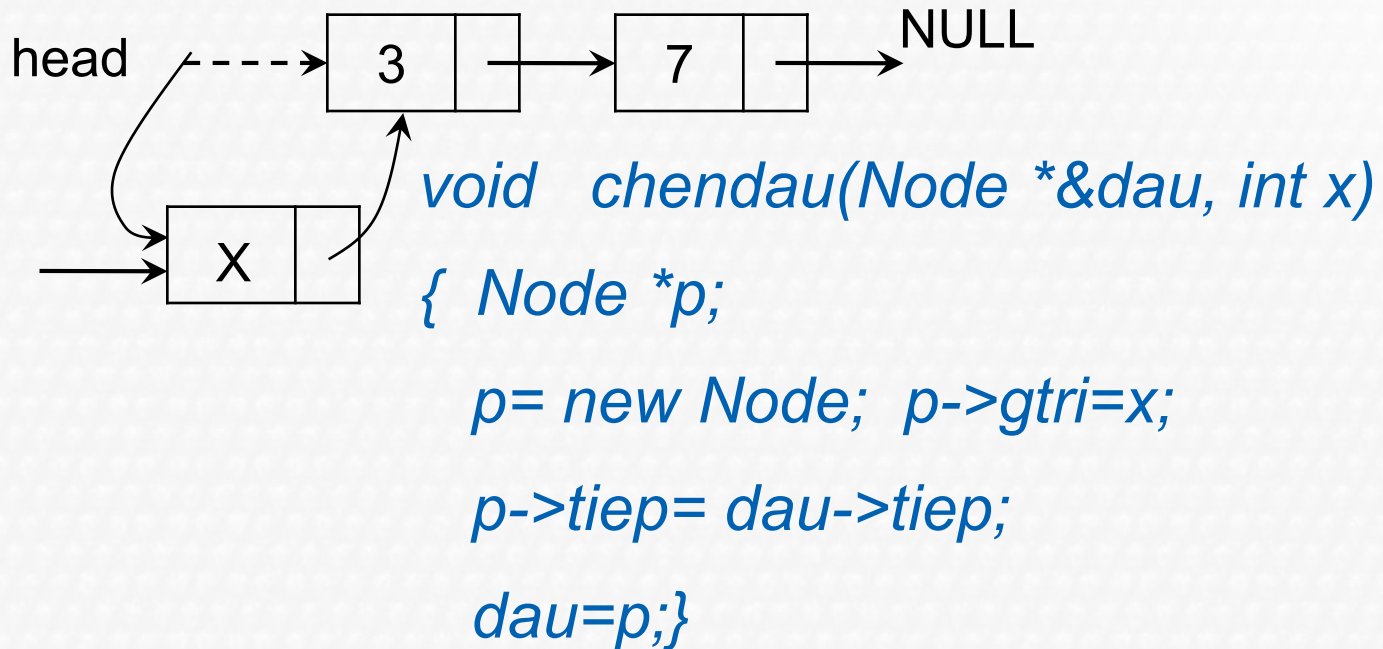 head
3
7
NULL
X
void chendau(Node *&dau, int x)
{ Node *p;
p= new Node; p->gtri=x;
p->tiep= dau->tiep;
dau=p;}